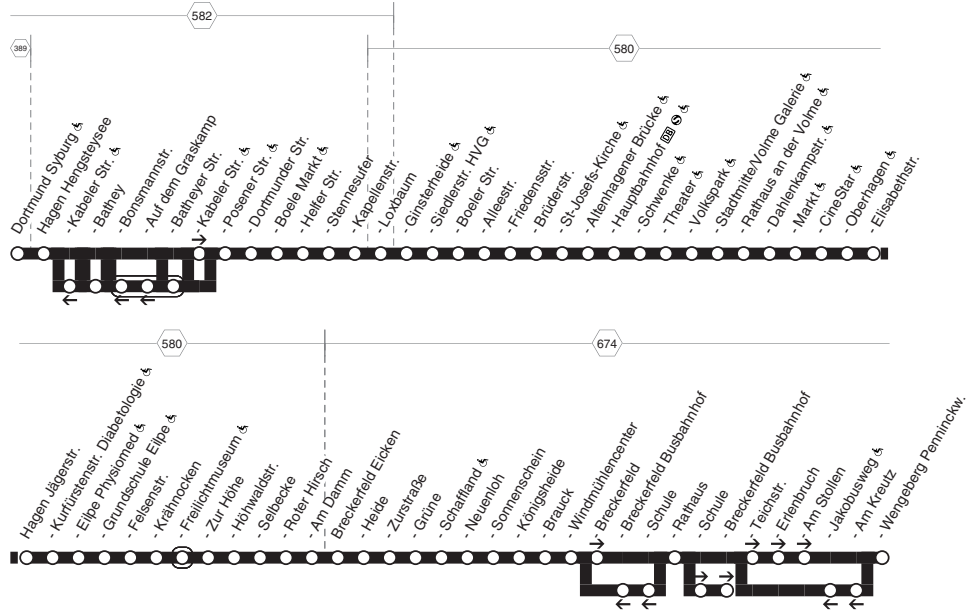 582
389
580
Dortmund Syburg
Hagen Hengsteysee
- Kabler Str.
- Bathey
- Bonsmannstr.
- Auf dem Graskamp
- Batheyer Str.
- Kabler Str.
- Posener Str.
- Dortmunder Str.
- Boele Markt
- Helfer Str.
- Stennesufer
- Kapellenstr.
- Loxbaum
- Ginsterheide
- Siedlerstr. HVG
- Boeler Str.
- Alleestr.
- Friedensstr.
- Brüderstr.
- St-Josefs-Kirche
- Altenhagener Brücke
- Hauptbahnhof DB S
- Schwenke
- Theater
- Volkspark
- Stadtmitte/Volme Galerie
- Rathaus an der Volme
- Dahlenkampstr.
- Markt
- CineStar
- Oberhagen
- Elisabethstr.
580
674
Hagen Jägerstr.
- Kurfürstenstr. Diabetologie
- Eilpe Physiomed
- Grundschule Eilpe
- Felsenstr.
- Krähnocken
- Freilichtmuseum
- Zur Höhe
- Höhwaldstr.
- Selbecke
- Roter Hirsch
- Am Damm
Breckerfeld Eicken
- Heide
- Zurstraße
- Grüne
- Schaffland
- Neuenloh
- Sonnenschein
- Königsheide
- Brauck
- Windmühlencenter
- Breckerfeld
- Breckerfeld Busbahnhof
- Schule
- Rathaus
- Schule
- Breckerfeld Busbahnhof
- Teichstr.
- Erlenbruch
- Am Stollen
- Jakobusweg
- Am Kreutz
- Wengeberg Penninckw.